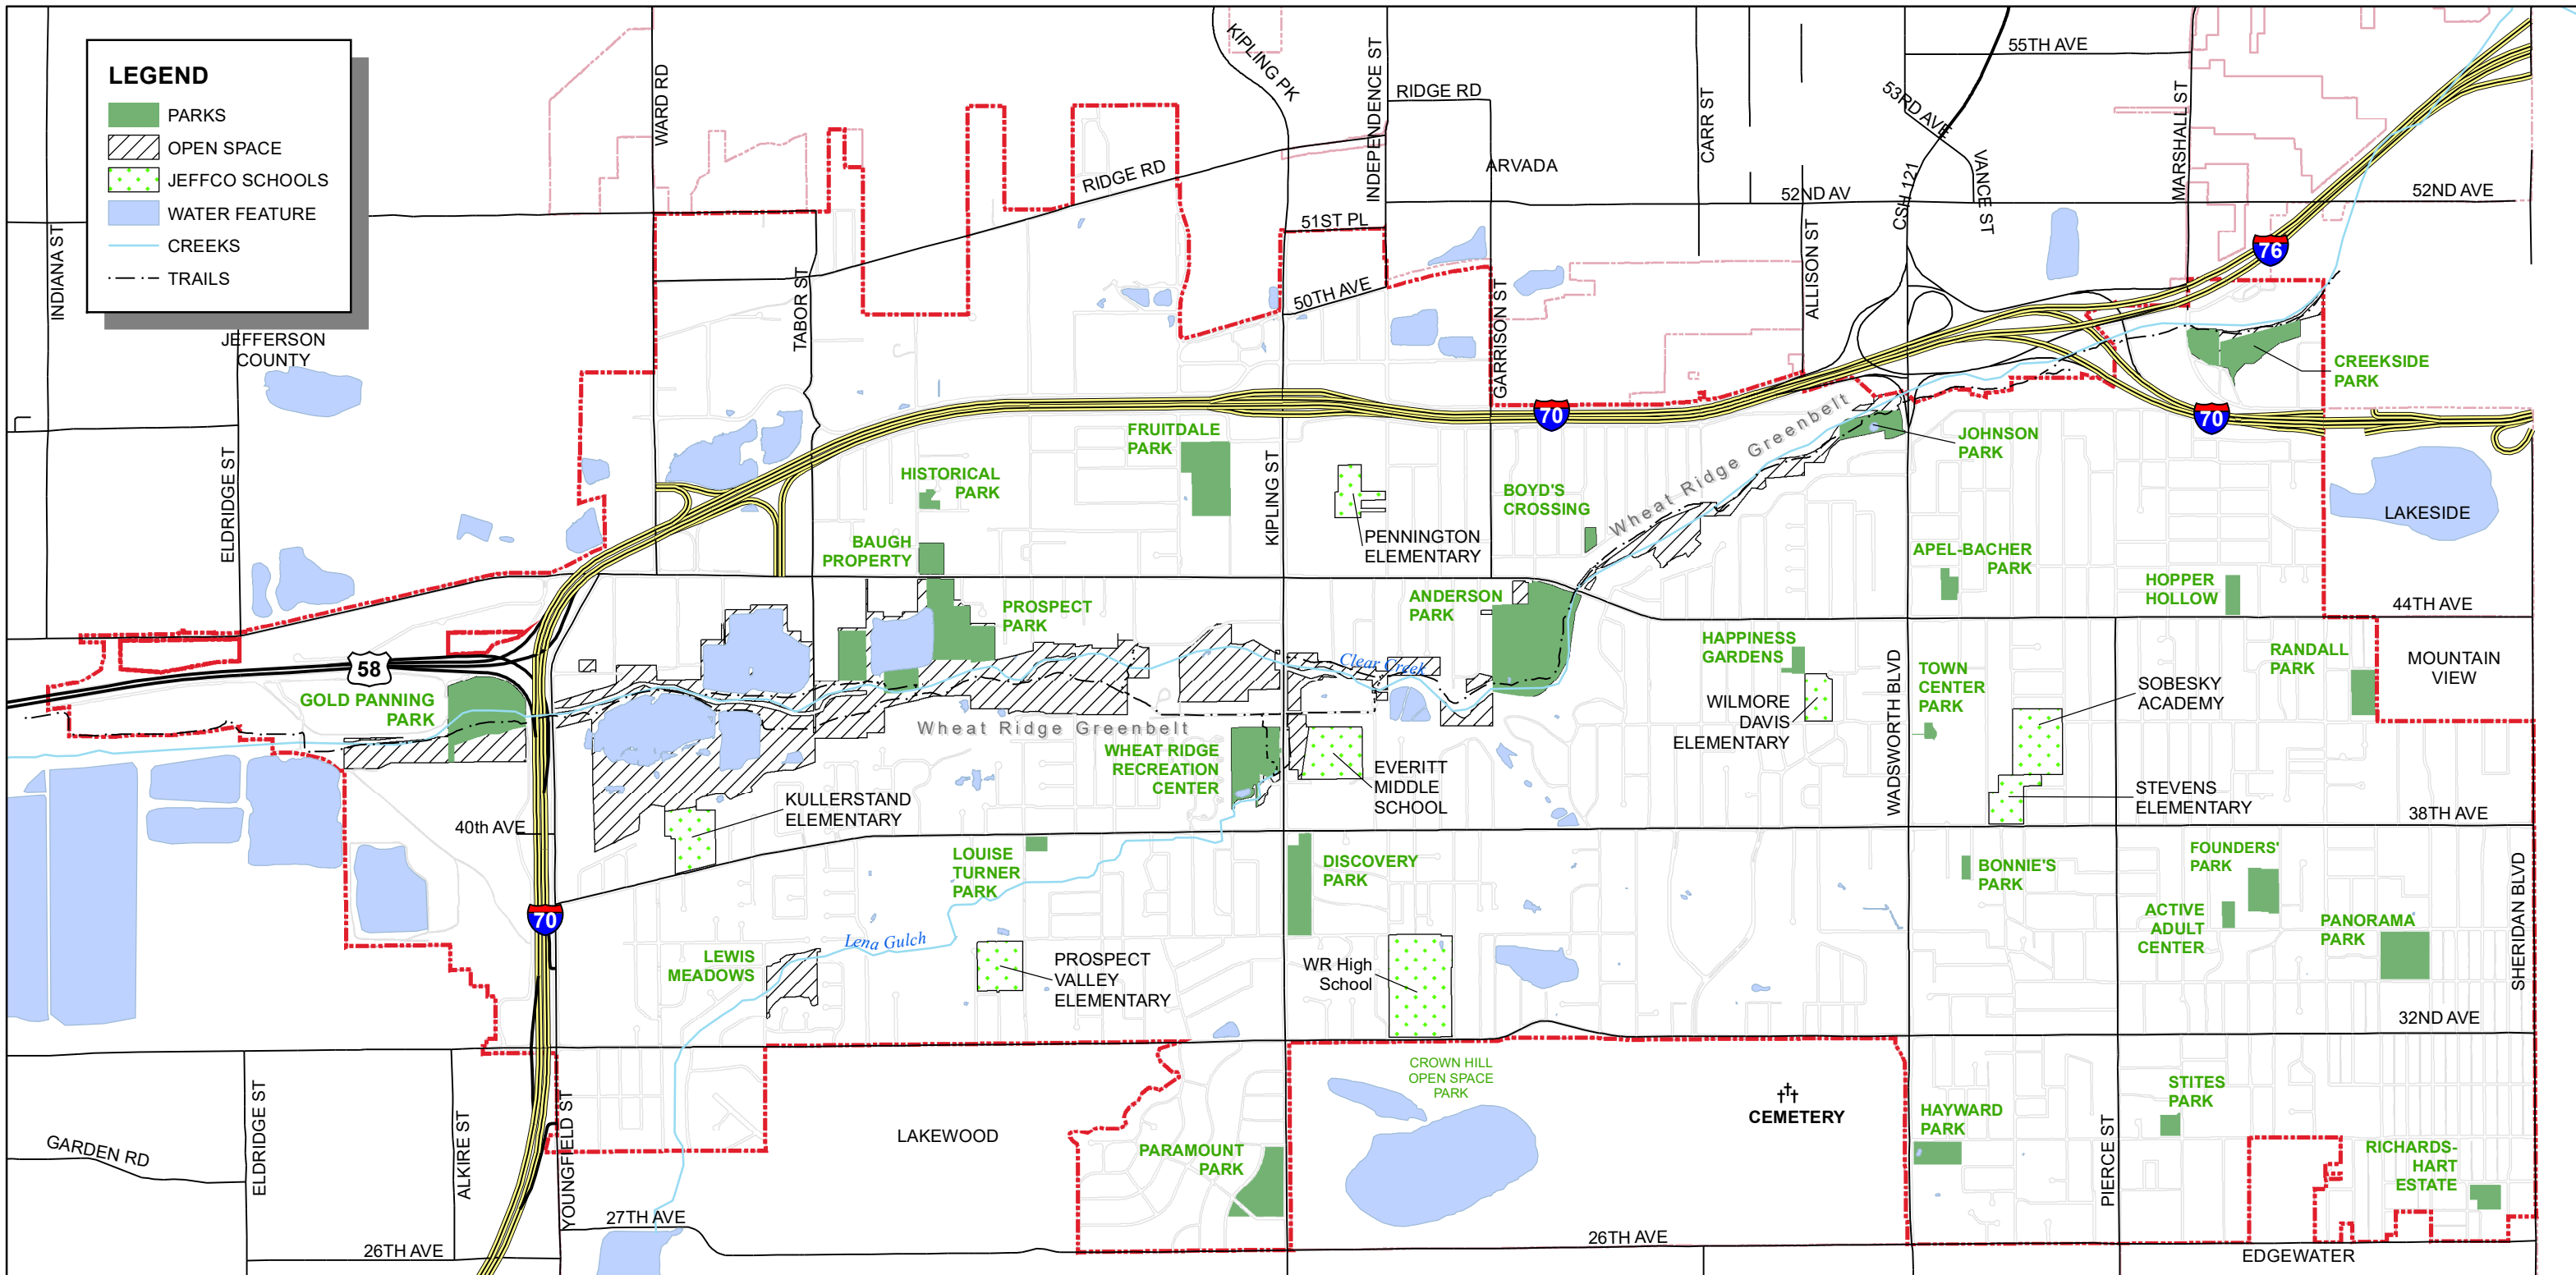 LEGEND
PARKS
OPEN SPACE
JEFFCO SCHOOLS
WATER FEATURE
CREEKS
TRAILS
INDIANA ST
JEFFERSON
COUNTY
ELDRIDGE ST
WARD RD
TABOR ST
RIDGE RD
KIPLING PK
INDEPENDENCE ST
RIDGE RD
51ST PL
50TH AVE
ARVADA
GARRISON ST
CARR ST
52ND AV
ALLISON ST
CSH 121
53RD AVE
VANCE ST
55TH AVE
MARSHALL ST
52ND AVE
76
CREEKSIDE
PARK
70
70
JOHNSON
PARK
Wheat Ridge Greenbelt
FRUITDALE
PARK
HISTORICAL
PARK
BAUGH
PROPERTY
KIPLING ST
PENNINGTON
ELEMENTARY
BOYD'S
CROSSING
LAKESIDE
APEL-BACHER
PARK
HOPPER
HOLLOW
44TH AVE
PROSPECT
PARK
ANDERSON
PARK
HAPPINESS
GARDENS
RANDALL
PARK
MOUNTAIN
VIEW
58
GOLD PANNING
PARK
Clear Creek
Wheat Ridge Greenbelt
WHEAT RIDGE
RECREATION
CENTER
EVERITT
MIDDLE
SCHOOL
WILMORE
DAVIS
ELEMENTARY
WADSWORTH BLVD
TOWN
CENTER
PARK
SOBESKY
ACADEMY
STEVENS
ELEMENTARY
KULLERSTAND
ELEMENTARY
40th AVE
38TH AVE
LOUISE
TURNER
PARK
DISCOVERY
PARK
BONNIE'S
PARK
FOUNDERS'
PARK
ACTIVE
ADULT
CENTER
PANORAMA
PARK
SHERIDAN BLVD
70
Lena Gulch
LEWIS
MEADOWS
PROSPECT
VALLEY
ELEMENTARY
WR High
School
32ND AVE
CROWN HILL
OPEN SPACE
PARK
CEMETERY
LAKEWOOD
PARAMOUNT
PARK
HAYWARD
PARK
PIERCE ST
STITES
PARK
RICHARDS-
HART
ESTATE
GARDEN RD
ELDRIDGE ST
ALKIRE ST
YOUNGFIELD ST
27TH AVE
26TH AVE
26TH AVE
EDGEWATER